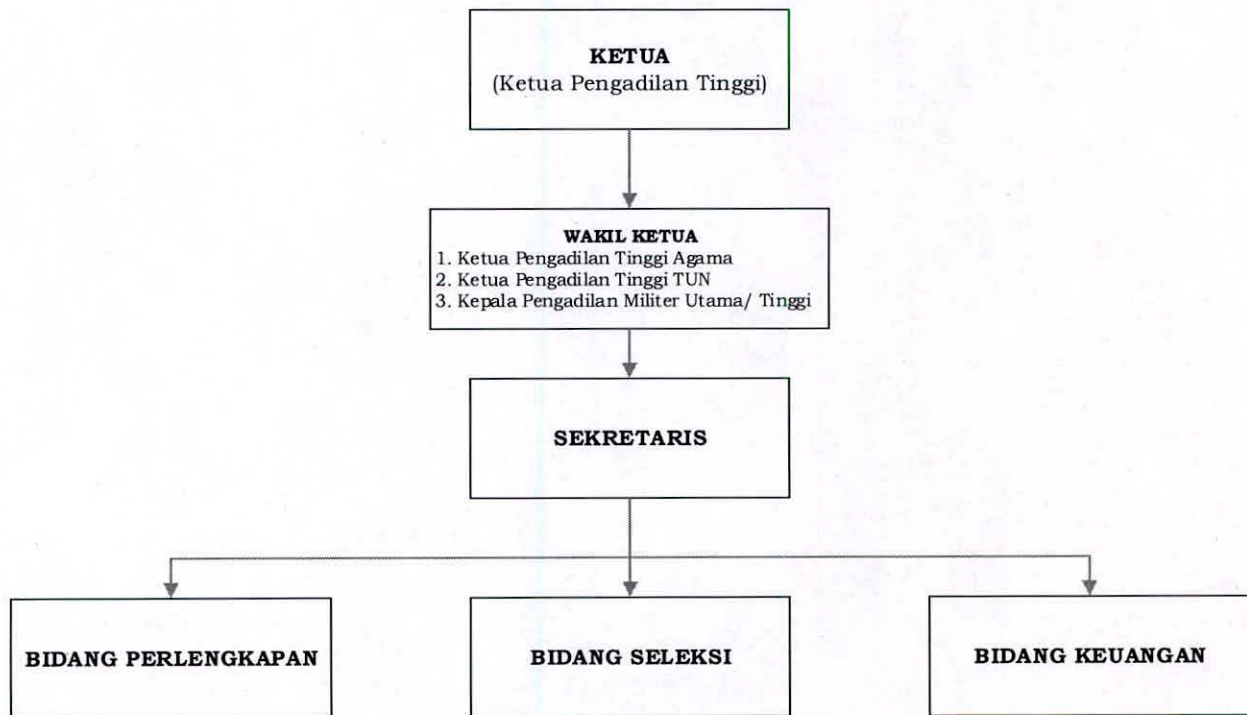 KETUA
(Ketua Pengadilan Tinggi)
WAKIL KETUA
1. Ketua Pengadilan Tinggi Agama
2. Ketua Pengadilan Tinggi TUN
3. Kepala Pengadilan Militer Utama/ Tinggi
SEKRETARIS
BIDANG PERLENGKAPAN
BIDANG SELEKSI
BIDANG KEUANGAN